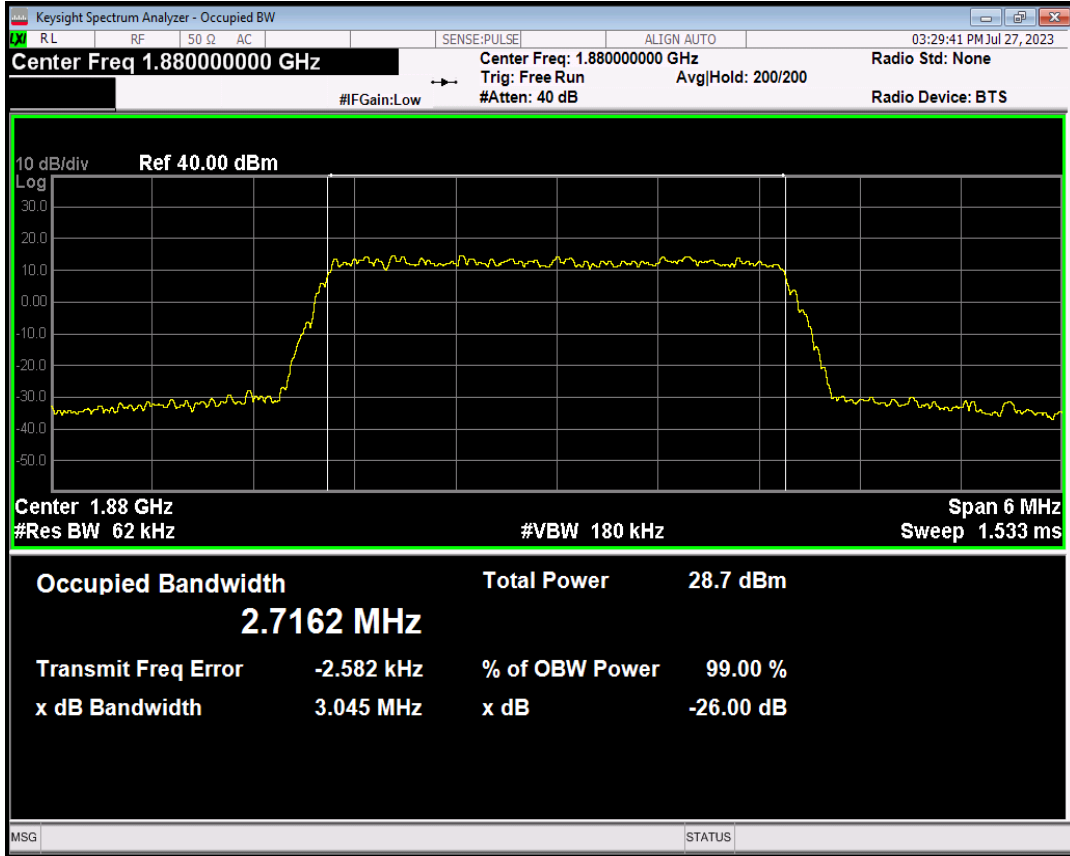 Keysight Spectrum Analyzer - Occupied BW
LXI RL RF 50 Ω AC SENSE:PULSE ALIGN AUTO 03:29:41 PM Jul 27, 2023
Center Freq 1.880000000 GHz Center Freq: 1.880000000 GHz Radio Std: None
Trig: Free Run Avg|Hold: 200/200
#IFGain:Low #Atten: 40 dB Radio Device: BTS
10 dB/div Ref 40.00 dBm
Log
30.0
20.0
10.0
0.00
-10.0
-20.0
-30.0
-40.0
-50.0
Center 1.88 GHz Span 6 MHz
#Res BW 62 kHz #VBW 180 kHz Sweep 1.533 ms
Occupied Bandwidth Total Power 28.7 dBm
2.7162 MHz
Transmit Freq Error -2.582 kHz % of OBW Power 99.00 %
x dB Bandwidth 3.045 MHz x dB -26.00 dB
MSG STATUS